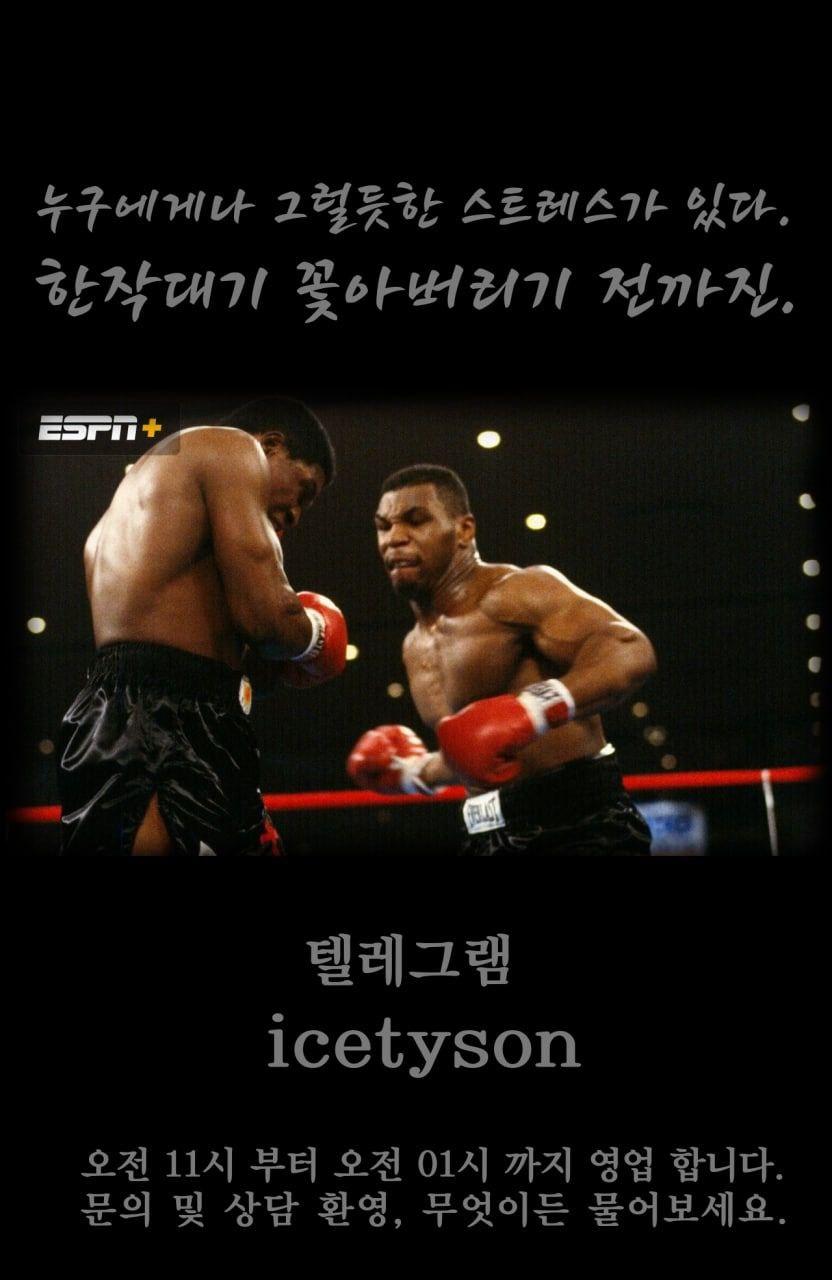 누구에게나 그럴듯한 스트레스가 있다.
한작대기 꽂아버리기 전까진.
ESPN+
EVERLAST
텔레그램
icetyson
오전 11시 부터 오전 01시 까지 영업 합니다.
문의 및 상담 환영, 무엇이든 물어보세요.